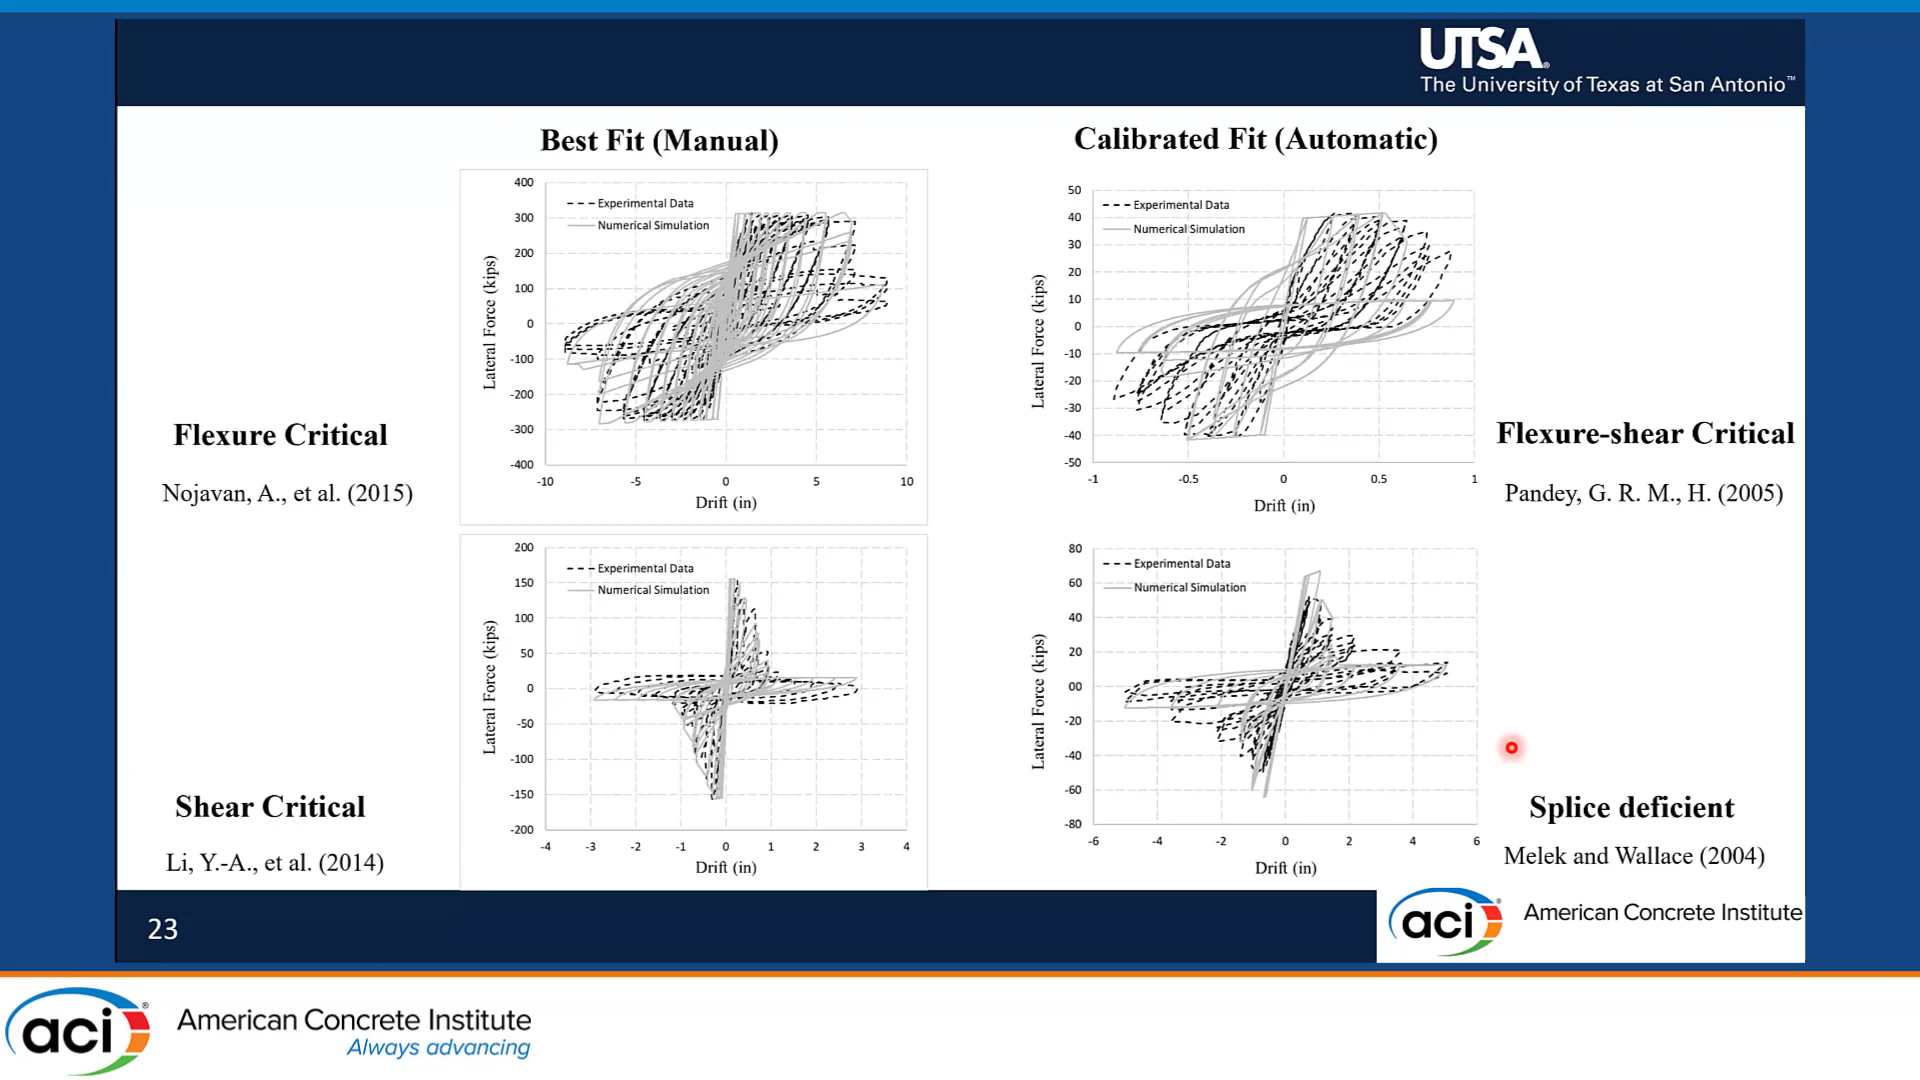 UTSA®
The University of Texas at San Antonio™
Best Fit (Manual)
Calibrated Fit (Automatic)
Flexure Critical
Nojavan, A., et al. (2015)
400
300
200
100
0
-100
-200
-300
-400
Lateral Force (kips)
Experimental Data
Numerical Simulation
-10 -5 0 5 10
Drift (in)
50
40
30
20
10
0
-10
-20
-30
-40
-50
Lateral Force (kips)
Experimental Data
Numerical Simulation
-1 -0.5 0 0.5 1
Drift (in)
Flexure-shear Critical
Pandey, G. R. M., H. (2005)
Shear Critical
Li, Y.-A., et al. (2014)
200
150
100
50
0
-50
-100
-150
-200
Lateral Force (kips)
Experimental Data
Numerical Simulation
-4 -3 -2 -1 0 1 2 3 4
Drift (in)
80
60
40
20
00
-20
-40
-60
-80
Lateral Force (kips)
Experimental Data
Numerical Simulation
-6 -4 -2 0 2 4 6
Drift (in)
Splice deficient
Melek and Wallace (2004)
23
aci®
American Concrete Institute
aci®
American Concrete Institute
Always advancing